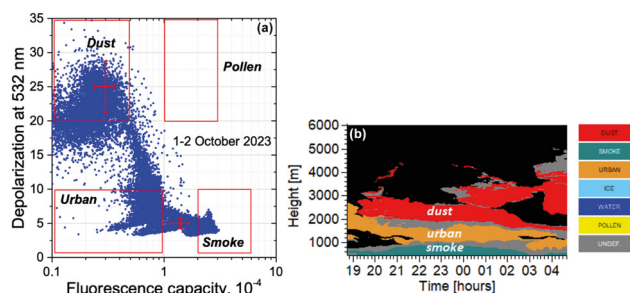 (a)
35
30
25
20
15
10
5
0
Depolarization at 532 nm
Dust
Pollen
1-2 October 2023
Urban
Smoke
0.1
1
10
Fluorescence capacity, 10⁻⁴
(b)
6000
5000
4000
3000
2000
1000
Height [m]
dust
urban
smoke
19 20 21 22 23 00 01 02 03 04
Time [hours]
DUST
SMOKE
URBAN
ICE
WATER
POLLEN
UNDEF.